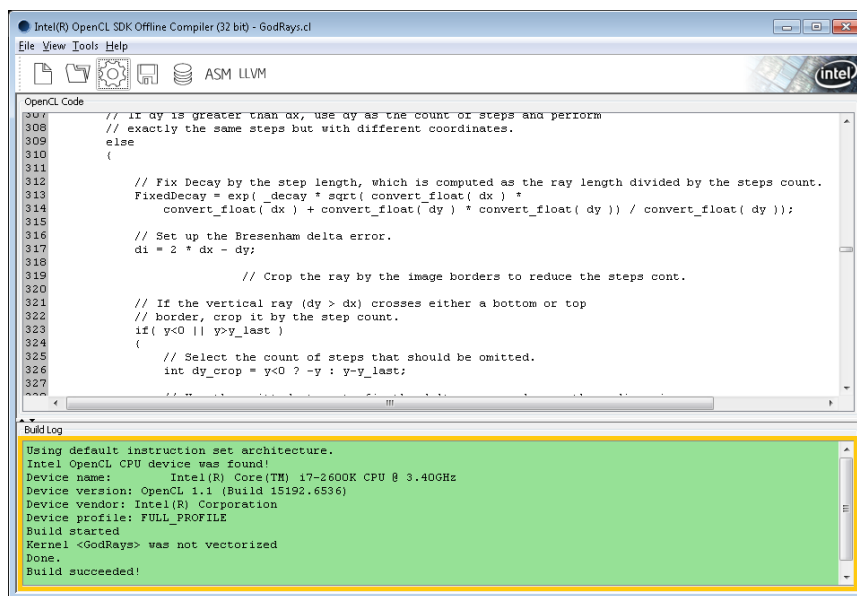 Intel(R) OpenCL SDK Offline Compiler (32 bit) - GodRays.cl
File View Tools Help
ASM LLVM
intel
OpenCL Code
307 // If dy is greater than dx, use dy as the count of steps and perform
308 // exactly the same steps but with different coordinates.
309 else
310 {
311
312 // Fix Decay by the step length, which is computed as the ray length divided by the steps count.
313 FixedDecay = exp( _decay * sqrt( convert_float( dx ) *
314 convert_float( dx ) + convert_float( dy ) * convert_float( dy )) / convert_float( dy ));
315
316 // Set up the Bresenham delta error.
317 di = 2 * dx - dy;
318
319 // Crop the ray by the image borders to reduce the steps cont.
320
321 // If the vertical ray (dy > dx) crosses either a bottom or top
322 // border, crop it by the step count.
323 if( y<0 || y>y_last )
324 {
325 // Select the count of steps that should be omitted.
326 int dy_crop = y<0 ? -y : y-y_last;
327
Build Log
Using default instruction set architecture.
Intel OpenCL CPU device was found!
Device name: Intel(R) Core(TM) i7-2600K CPU @ 3.40GHz
Device version: OpenCL 1.1 (Build 15192.6536)
Device vendor: Intel(R) Corporation
Device profile: FULL_PROFILE
Build started
Kernel <GodRays> was not vectorized
Done.
Build succeeded!